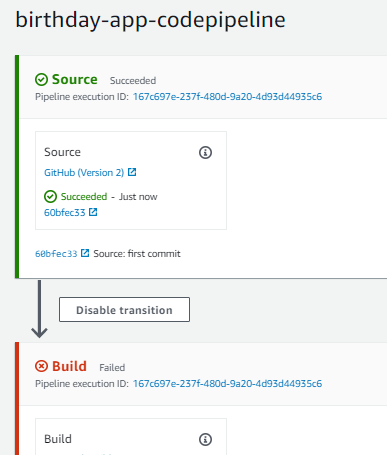 birthday-app-codepipeline
Source Succeeded
Pipeline execution ID: 167c697e-237f-480d-9a20-4d93d44935c6
Source
GitHub (Version 2)
Succeeded - Just now
60bfec33
60bfec33 Source: first commit
Disable transition
Build Failed
Pipeline execution ID: 167c697e-237f-480d-9a20-4d93d44935c6
Build